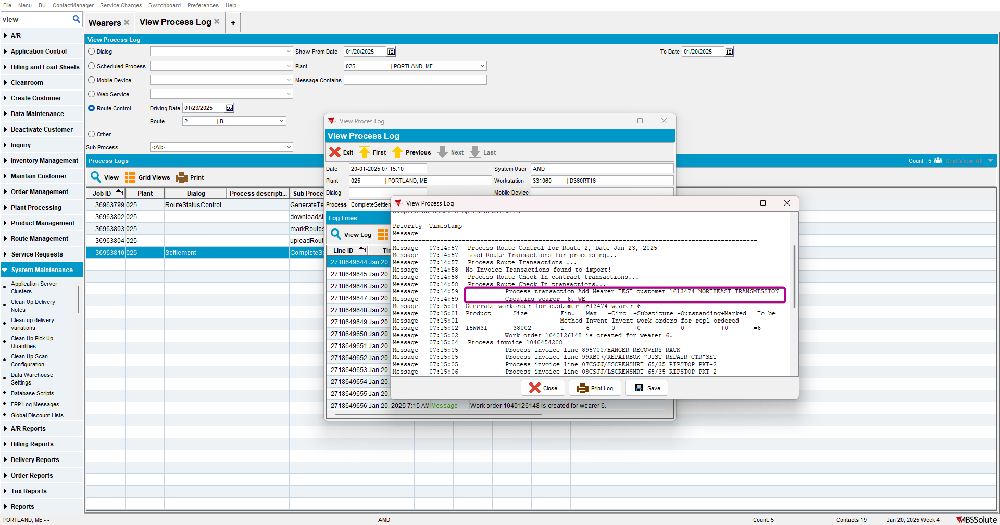 File Menu BU ContactManager Service Charges Switchboard Preferences Help
view
Wearers
View Process Log
+
A/R
Application Control
Billing and Load Sheets
Cleanroom
Create Customer
Data Maintenance
Deactivate Customer
Inquiry
Inventory Management
Maintain Customer
Order Management
Plant Processing
Product Management
Route Management
Service Requests
System Maintenance
Application Server
Clusters
Clean Up Delivery
Notes
Clean up delivery
variations
Clean Up Pick Up
Quantities
Clean Up Scan
Configuration
Data Warehouse
Settings
Database Scripts
ERP Log Messages
Global Discount Lists
A/R Reports
Billing Reports
Delivery Reports
Order Reports
Tax Reports
Reports
View Process Log
Dialog
Show From Date 01/20/2025 16
To Date 01/20/2025 16
Scheduled Process
Plant 025 | PORTLAND, ME
Mobile Device
Message Contains
Web Service
Route Control
Driving Date 01/23/2025 16
Route 2 | B
Other
Sub Process <All>
Process Logs
Count : 5 Grid View All
View Grid Views Print
Job ID 1 Plant Dialog Process descripti... Sub Proce
36963799 025 RouteStatusControl GenerateTe
36963802 025 downloadAl
36963803 025 markRoutes
36963804 025 uploadRout
36963810 025 Settlement CompleteSe
View Proces Log
View Process Log
Exit First Previous Next Last
Date 20-01-2025 07:15:10
System User AMD
Plant 025 | PORTLAND, ME
Workstation 331060 | D360RT16
Dialog
Mobile Device
Process CompleteSettlen
Log Lines
View Log
Line ID 1 Tin
2718649644 Jan 20,
2718649645 Jan 20,
2718649646 Jan 20,
2718649647 Jan 20,
2718649648 Jan 20,
2718649649 Jan 20,
2718649650 Jan 20,
2718649651 Jan 20,
2718649652 Jan 20,
2718649653 Jan 20,
2718649654 Jan 20,
2718649655 Jan 20,
2718649656 Jan 20, 2025 7:15 AM Message Work order 1040126148 is created for wearer 6.
View Process Log
Subprocess Name: CompleteSettlement
Priority Timestamp
Message
Message 07:14:57 Process Route Control for Route 2, Date Jan 23, 2025
Message 07:14:57 Load Route Transactions for processing...
Message 07:14:57 Process Route Transactions ...
Message 07:14:58 No Invoice Transactions found to import!
Message 07:14:58 Process Route Check In contract transactions...
Message 07:14:58 Process Route Check In transactions...
Message 07:14:59 Process transaction Add Wearer TEST customer 1613474 NORTHEAST TRANSMISSION
Message 07:14:59 Creating wearer 6, WE
Message 07:15:01 Generate workorder for customer 1613474 wearer 6
Message 07:15:01 Product Size Fin. Max -Circ +Substitute -Outstanding+Marked =To be
Message 07:15:01 Method Invent Invent work orders for repl ordered
Message 07:15:02 15WW31 38002 1 6 -0 +0 -0 +0 =6
Message 07:15:02 Work order 1040126148 is created for wearer 6.
Message 07:15:04 Process invoice 1040454208
Message 07:15:05 Process invoice line 895700/HANGER RECOVERY RACK
Message 07:15:05 Process invoice line 99RB07/REPAIRBOX-"U1ST REPAIR CTR"SET
Message 07:15:05 Process invoice line 07CSJJ/SSCREWSHRT 65/35 RIPSTOP PKT-2
Message 07:15:06 Process invoice line 08CSJJ/LSCREWSHRT 65/35 RIPSTOP PKT-2
Close Print Log Save
PORTLAND, ME - -
AMD
Count: 5
Contacts 19
Jan 20, 2025 Week 4
ABSSolute